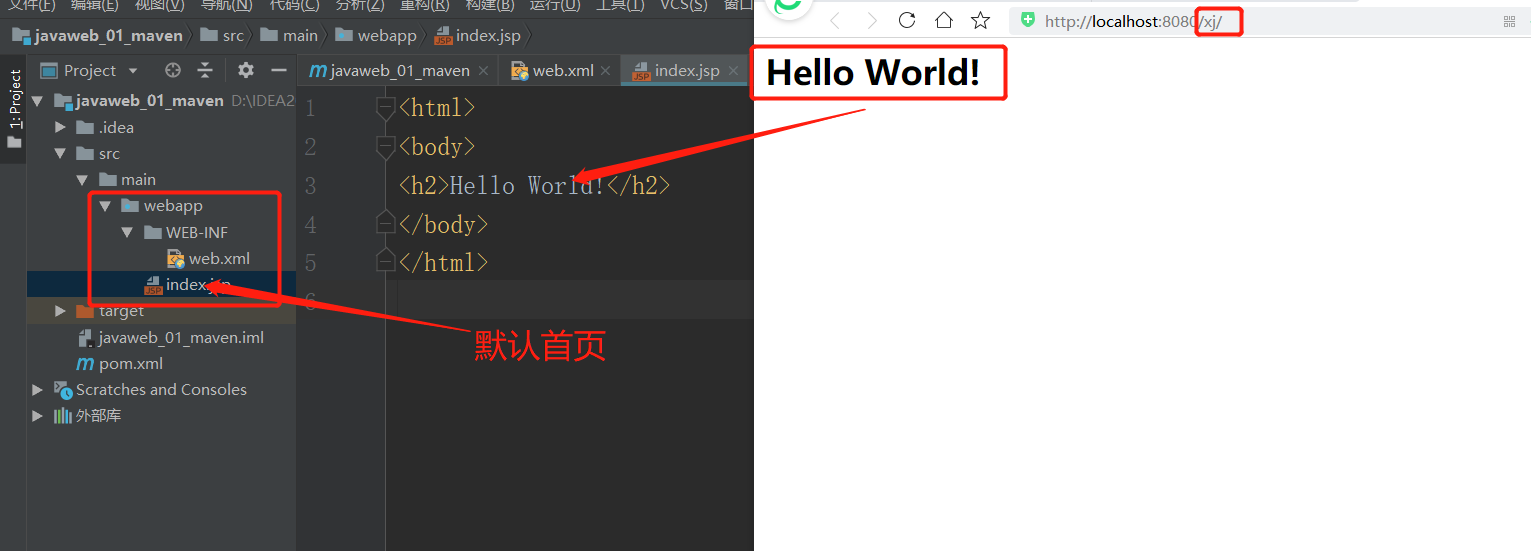 文件(F) 编辑(E) 视图(V) 导航(N) 代码(C) 分析(Z) 重构(R) 构建(B) 运行(U) 工具(T) VCS(S) 窗口
javaweb_01_maven src main webapp index.jsp
1: Project
Project
javaweb_01_maven D:\IDEA2
.idea
src
main
webapp
WEB-INF
web.xml
JSP index.jsp
target
javaweb_01_maven.iml
m pom.xml
Scratches and Consoles
外部库
m javaweb_01_maven × web.xml × JSP index.jsp ×
1 <html>
2 <body>
3 <h2>Hello World!</h2>
4 </body>
5 </html>
6
默认首页
http://localhost:8080/xj/
Hello World!